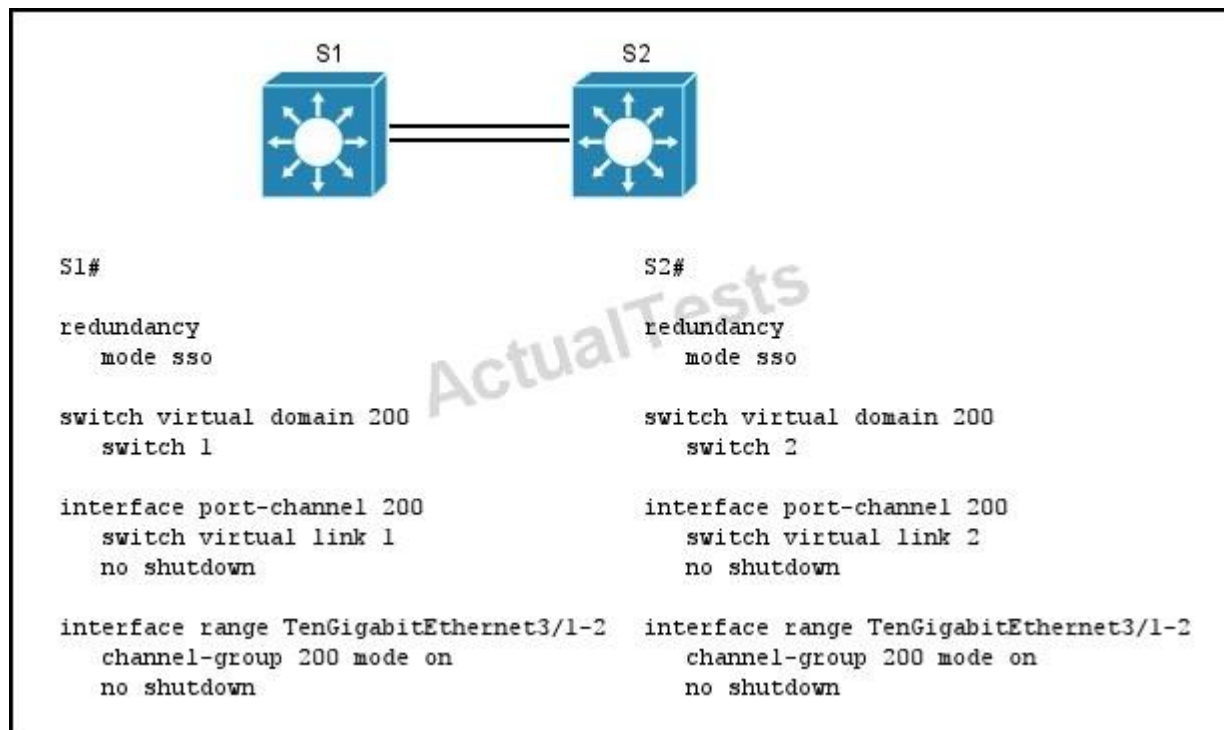 S1 S2
S1# S2#
redundancy redundancy
mode sso mode sso
switch virtual domain 200 switch virtual domain 200
switch 1 switch 2
interface port-channel 200 interface port-channel 200
switch virtual link 1 switch virtual link 2
no shutdown no shutdown
interface range TenGigabitEthernet3/1-2 interface range TenGigabitEthernet3/1-2
channel-group 200 mode on channel-group 200 mode on
no shutdown no shutdown
ActualTests